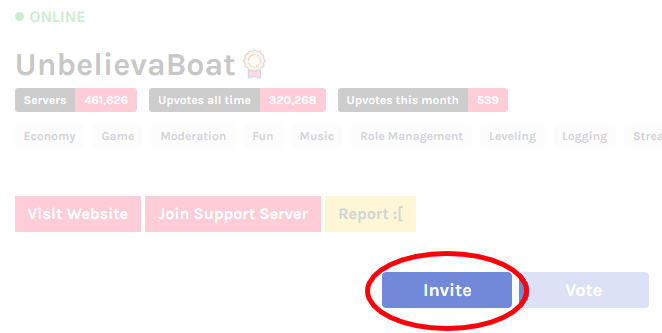 ONLINE
UnbelievaBoat
Servers 461,626 Upvotes all time 320,268 Upvotes this month 539
Economy Game Moderation Fun Music Role Management Leveling Logging Strea
Visit Website Join Support Server Report :[
Invite Vote